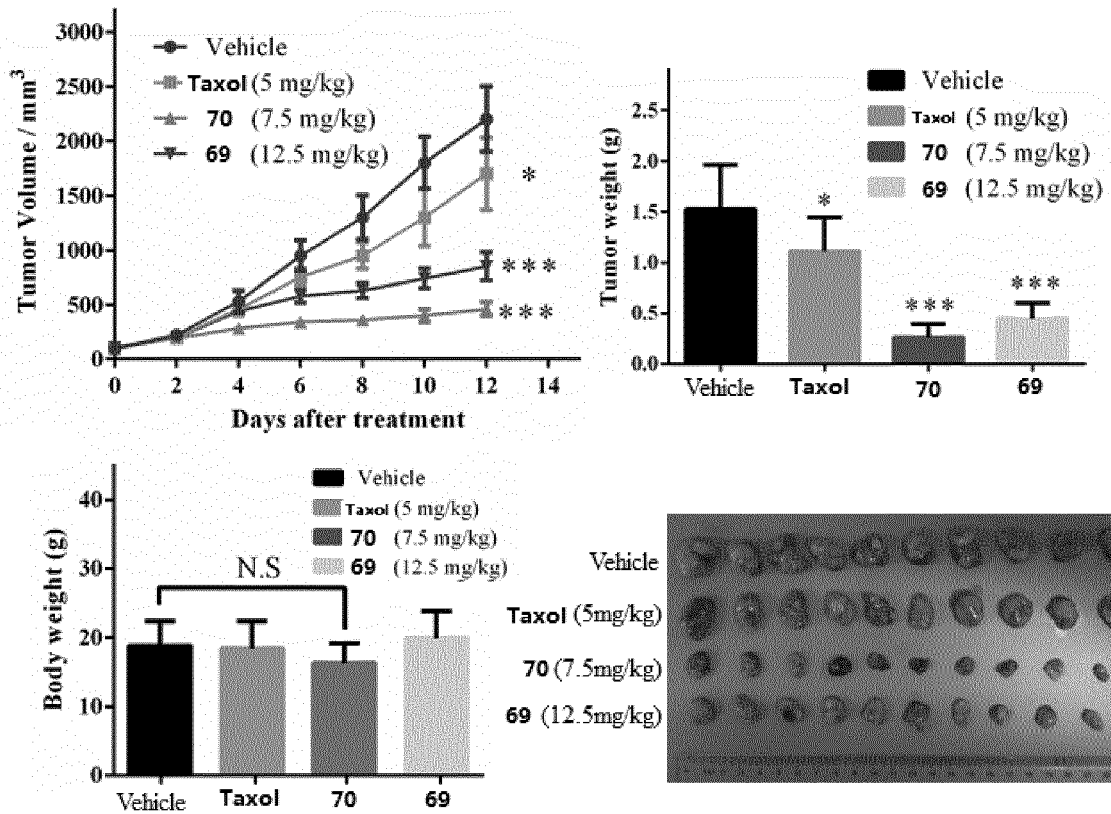 Tumor Volume / mm³
3000
2500
2000
1500
1000
500
0
Vehicle
Taxol (5 mg/kg)
70 (7.5 mg/kg)
69 (12.5 mg/kg)
*
***
***
0 2 4 6 8 10 12 14
Days after treatment
Tumor weight (g)
2.5
2.0
1.5
1.0
0.5
0.0
Vehicle
Taxol (5 mg/kg)
70 (7.5 mg/kg)
69 (12.5 mg/kg)
*
***
***
Vehicle Taxol 70 69
Body weight (g)
40
30
20
10
0
Vehicle
Taxol (5 mg/kg)
70 (7.5 mg/kg)
69 (12.5 mg/kg)
N.S
Vehicle Taxol 70 69
Vehicle
Taxol (5mg/kg)
70 (7.5mg/kg)
69 (12.5mg/kg)